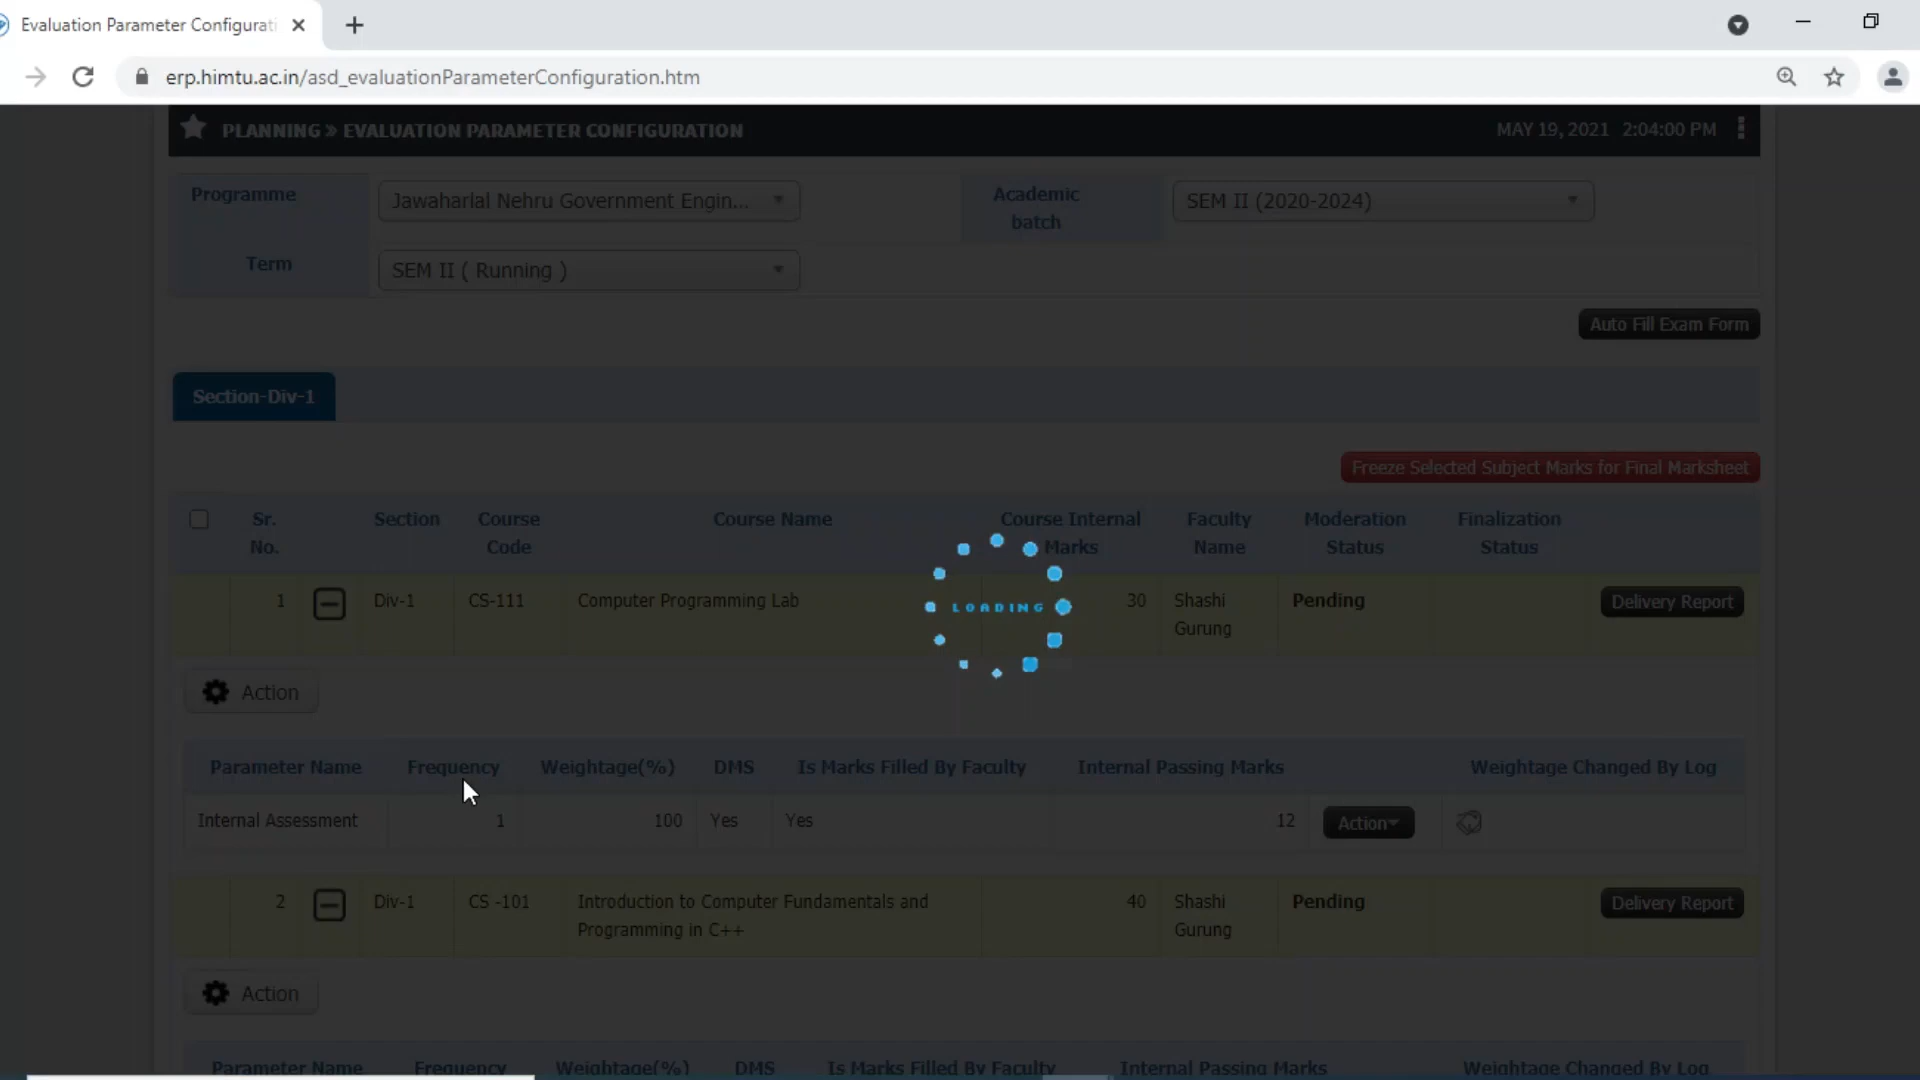 Evaluation Parameter Configurati
erp.himtu.ac.in/asd_evaluationParameterConfiguration.htm
PLANNING » EVALUATION PARAMETER CONFIGURATION
MAY 19, 2021 2:04:00 PM
Programme
Jawaharlal Nehru Government Engin...
Academic
batch
SEM II (2020-2024)
Term
SEM II ( Running )
Auto Fill Exam Form
Section-Div-1
Freeze Selected Subject Marks for Final Marksheet
Sr.
No.
Section
Course
Code
Course Name
Course Internal
Marks
Faculty
Name
Moderation
Status
Finalization
Status
1
Div-1
CS-111
Computer Programming Lab
30
Shashi
Gurung
Pending
Delivery Report
LOADING
Action
Parameter Name
Frequency
Weightage(%)
DMS
Is Marks Filled By Faculty
Internal Passing Marks
Weightage Changed By Log
Internal Assessment
1
100
Yes
Yes
12
Action
2
Div-1
CS -101
Introduction to Computer Fundamentals and
Programming in C++
40
Shashi
Gurung
Pending
Delivery Report
Action
Parameter Name
Frequency
Weightage(%)
DMS
Is Marks Filled By Faculty
Internal Passing Marks
Weightage Changed By Log